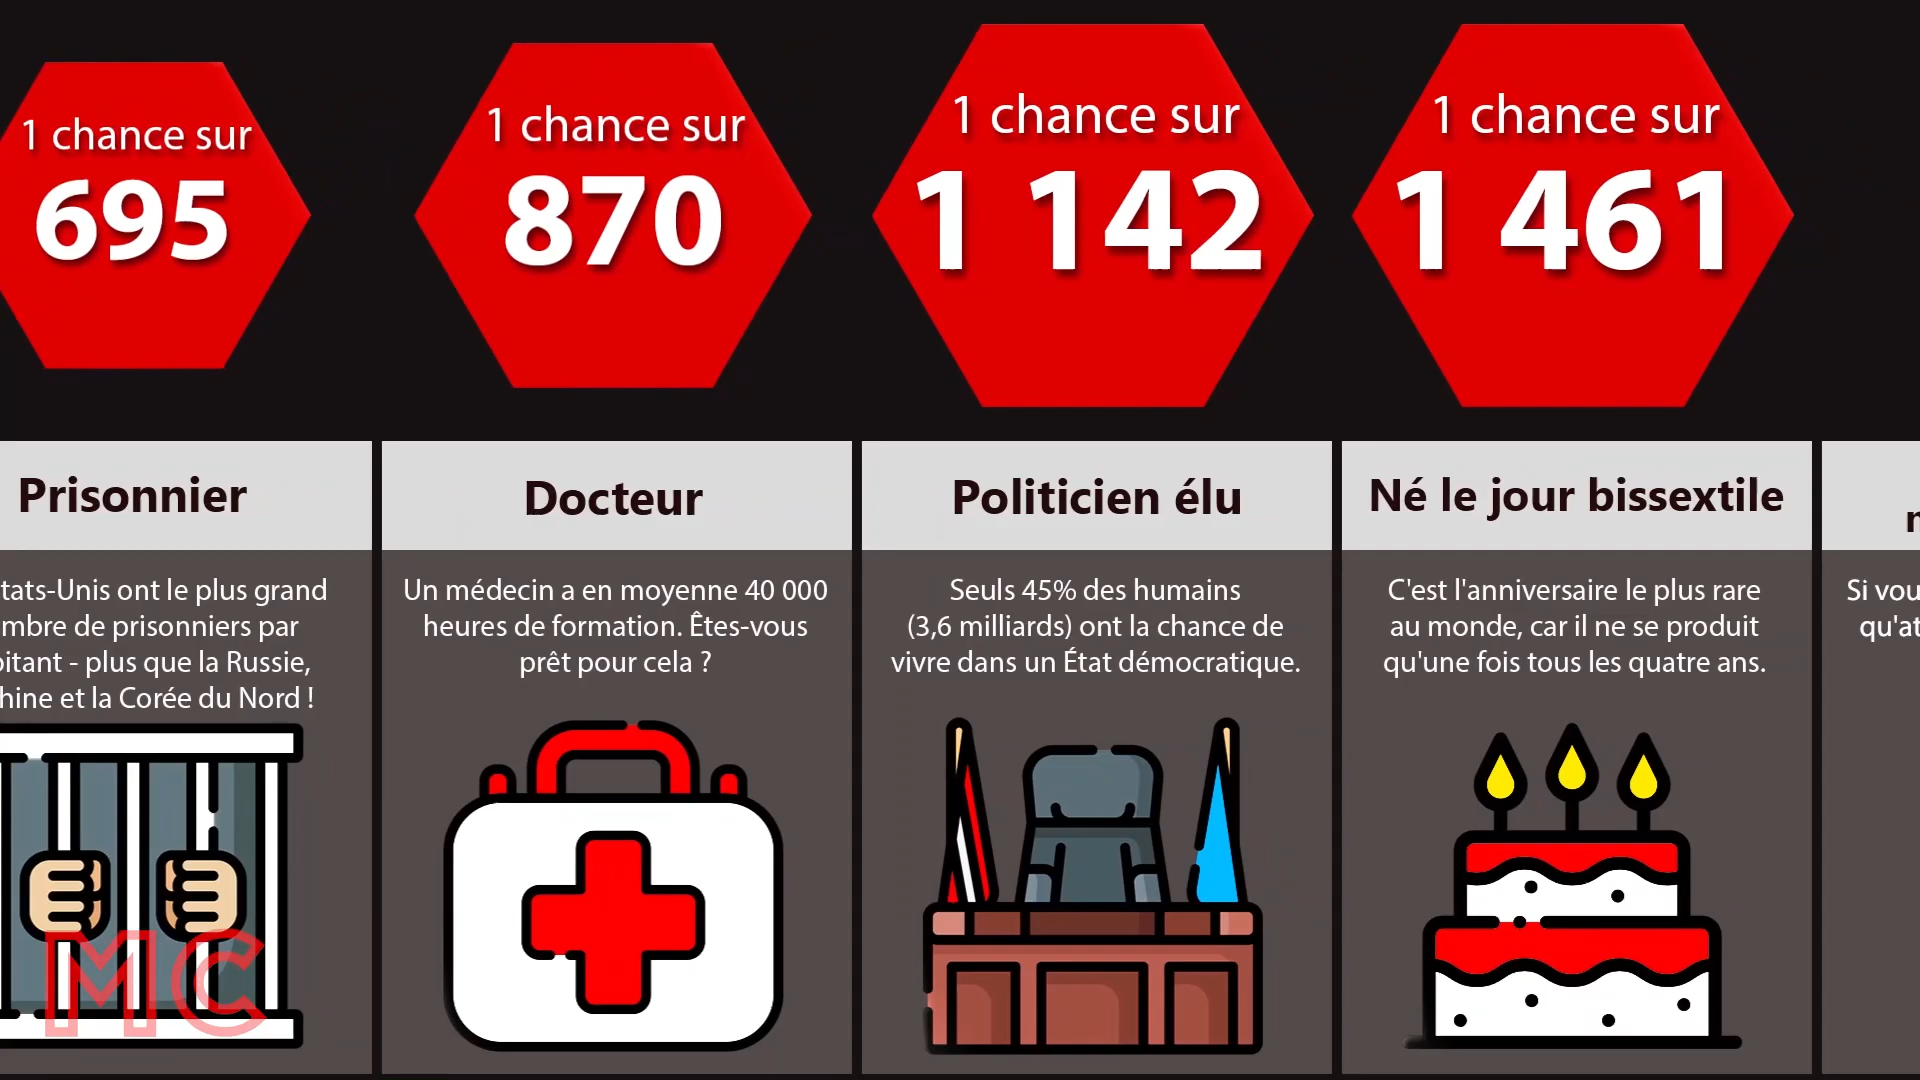 1 chance sur
695
Prisonnier
tats-Unis ont le plus grand
mbre de prisonniers par
bitant - plus que la Russie,
hine et la Corée du Nord !
MC
1 chance sur
870
Docteur
Un médecin a en moyenne 40 000
heures de formation. Êtes-vous
prêt pour cela ?
1 chance sur
1 142
Politicien élu
Seuls 45% des humains
(3,6 milliards) ont la chance de
vivre dans un État démocratique.
1 chance sur
1 461
Né le jour bissextile
C'est l'anniversaire le plus rare
au monde, car il ne se produit
qu'une fois tous les quatre ans.
Si vou
qu'at